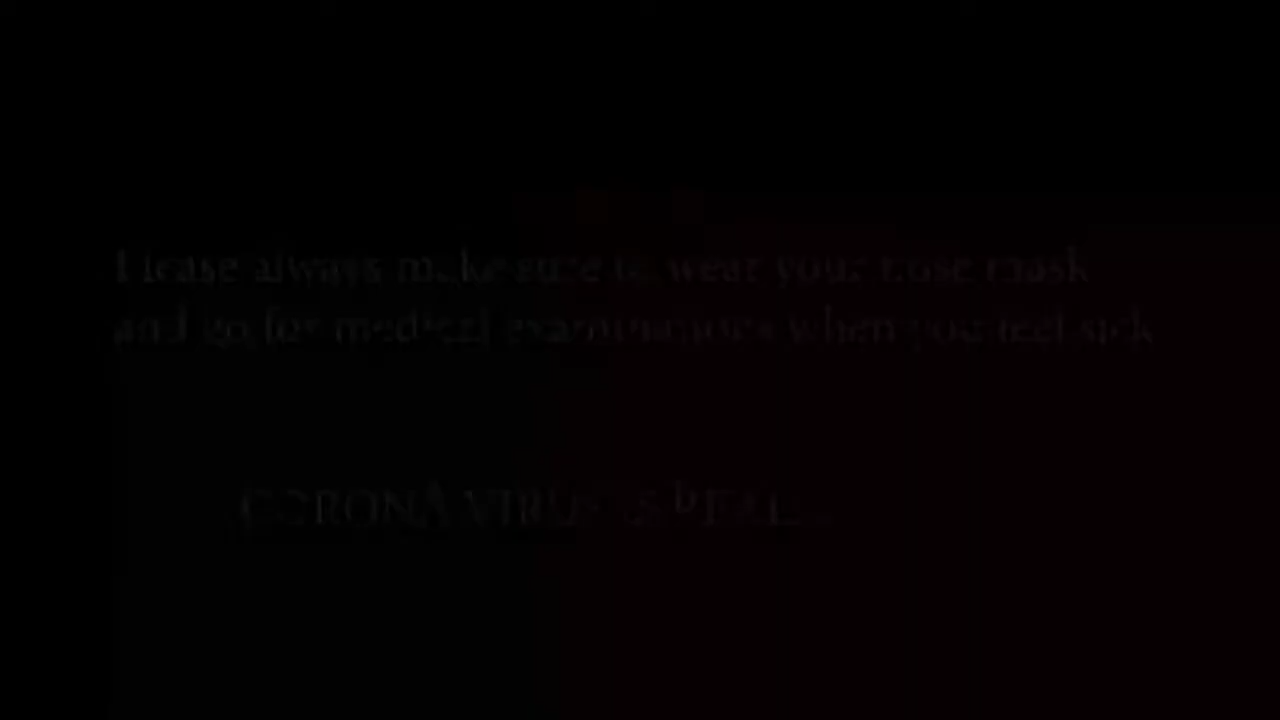 Please always make sure to wear your nose mask
and go for medical examinations when you feel sick
CORONA VIRUS IS REAL...